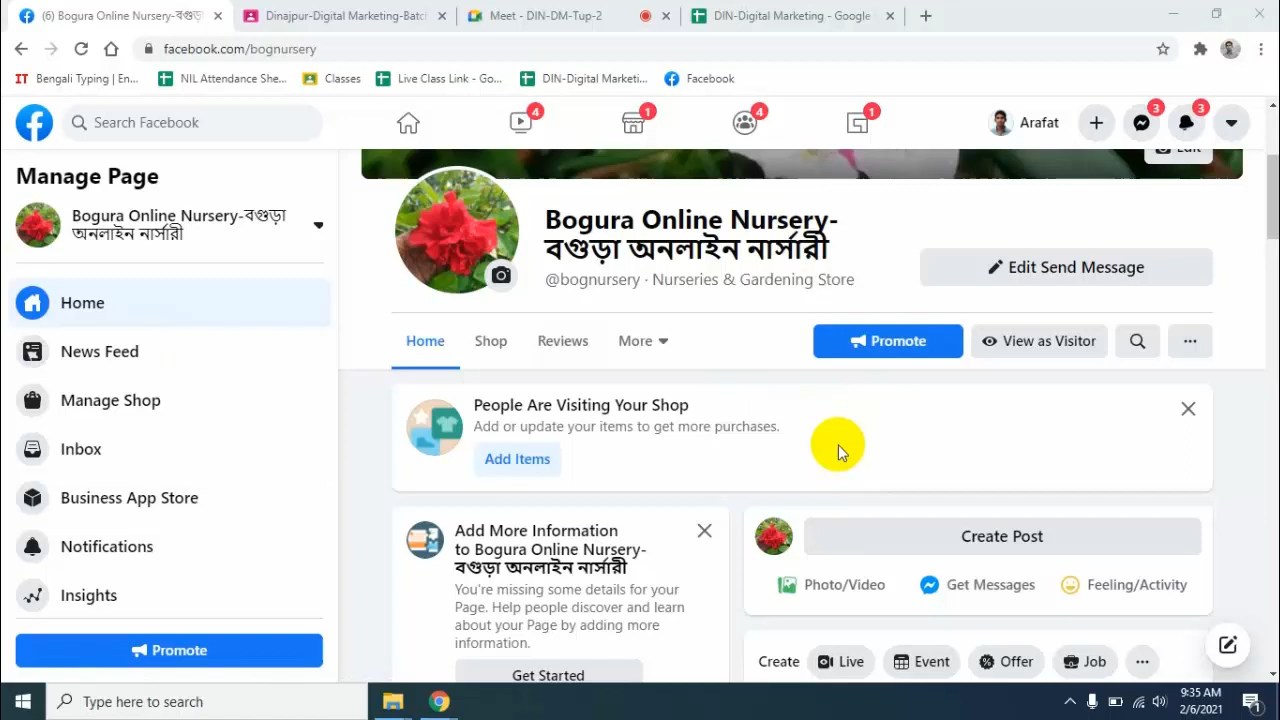 (6) Bogura Online Nursery-বগুড়
Dinajpur-Digital Marketing-Batc
Meet - DIN-DM-Tup-2
DIN-Digital Marketing - Google
facebook.com/bognursery
IT Bengali Typing | En...
NIL Attendance She...
Classes
Live Class Link - Go...
DIN-Digital Marketi...
Facebook
Search Facebook
4
1
4
1
Arafat
3
3
Manage Page
Bogura Online Nursery-বগুড়া
অনলাইন নার্সারী
Home
News Feed
Manage Shop
Inbox
Business App Store
Notifications
Insights
Promote
Edit
Bogura Online Nursery-
বগুড়া অনলাইন নার্সারী
@bognursery · Nurseries & Gardening Store
Edit Send Message
Home
Shop
Reviews
More
Promote
View as Visitor
People Are Visiting Your Shop
Add or update your items to get more purchases.
Add Items
Add More Information
to Bogura Online Nursery-
বগুড়া অনলাইন নার্সারী
You're missing some details for your
Page. Help people discover and learn
about your Page by adding more
information.
Get Started
Create Post
Photo/Video
Get Messages
Feeling/Activity
Create
Live
Event
Offer
Job
Type here to search
9:35 AM
2/6/2021
1